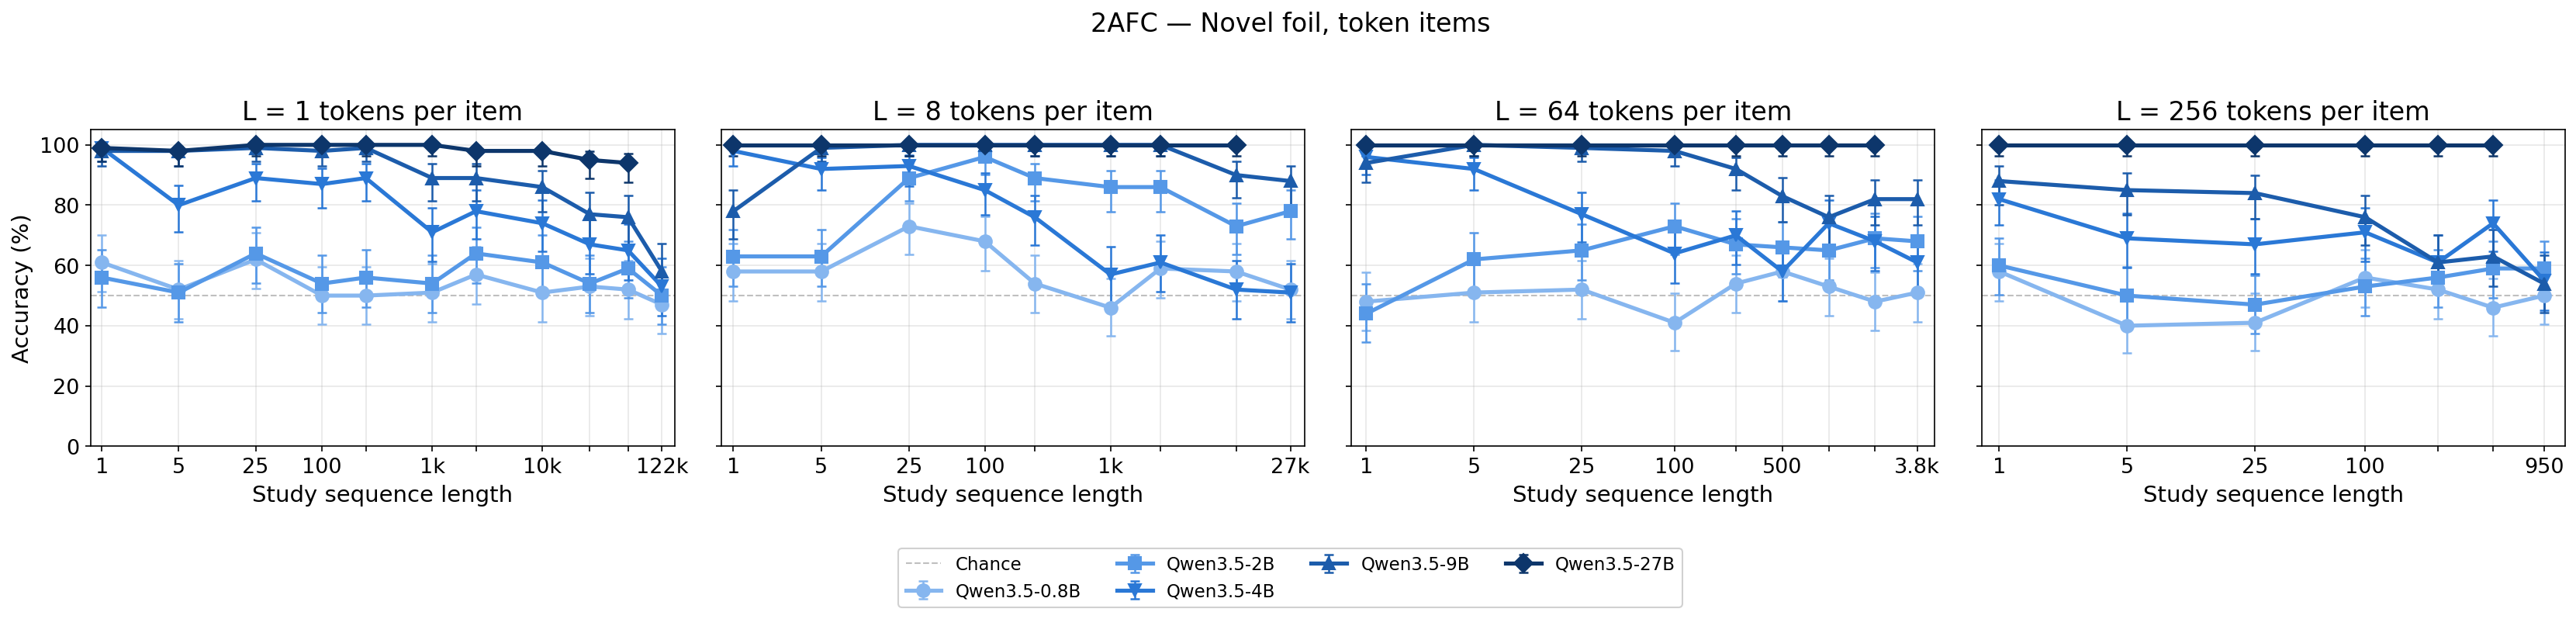 2AFC — Novel foil, token items
L = 1 tokens per item
L = 8 tokens per item
L = 64 tokens per item
L = 256 tokens per item
Accuracy (%)
100
80
60
40
20
0
1 5 25 100 1k 10k 122k
1 5 25 100 1k 27k
1 5 25 100 500 3.8k
1 5 25 100 950
Study sequence length
Study sequence length
Study sequence length
Study sequence length
Chance
Qwen3.5-0.8B
Qwen3.5-2B
Qwen3.5-4B
Qwen3.5-9B
Qwen3.5-27B